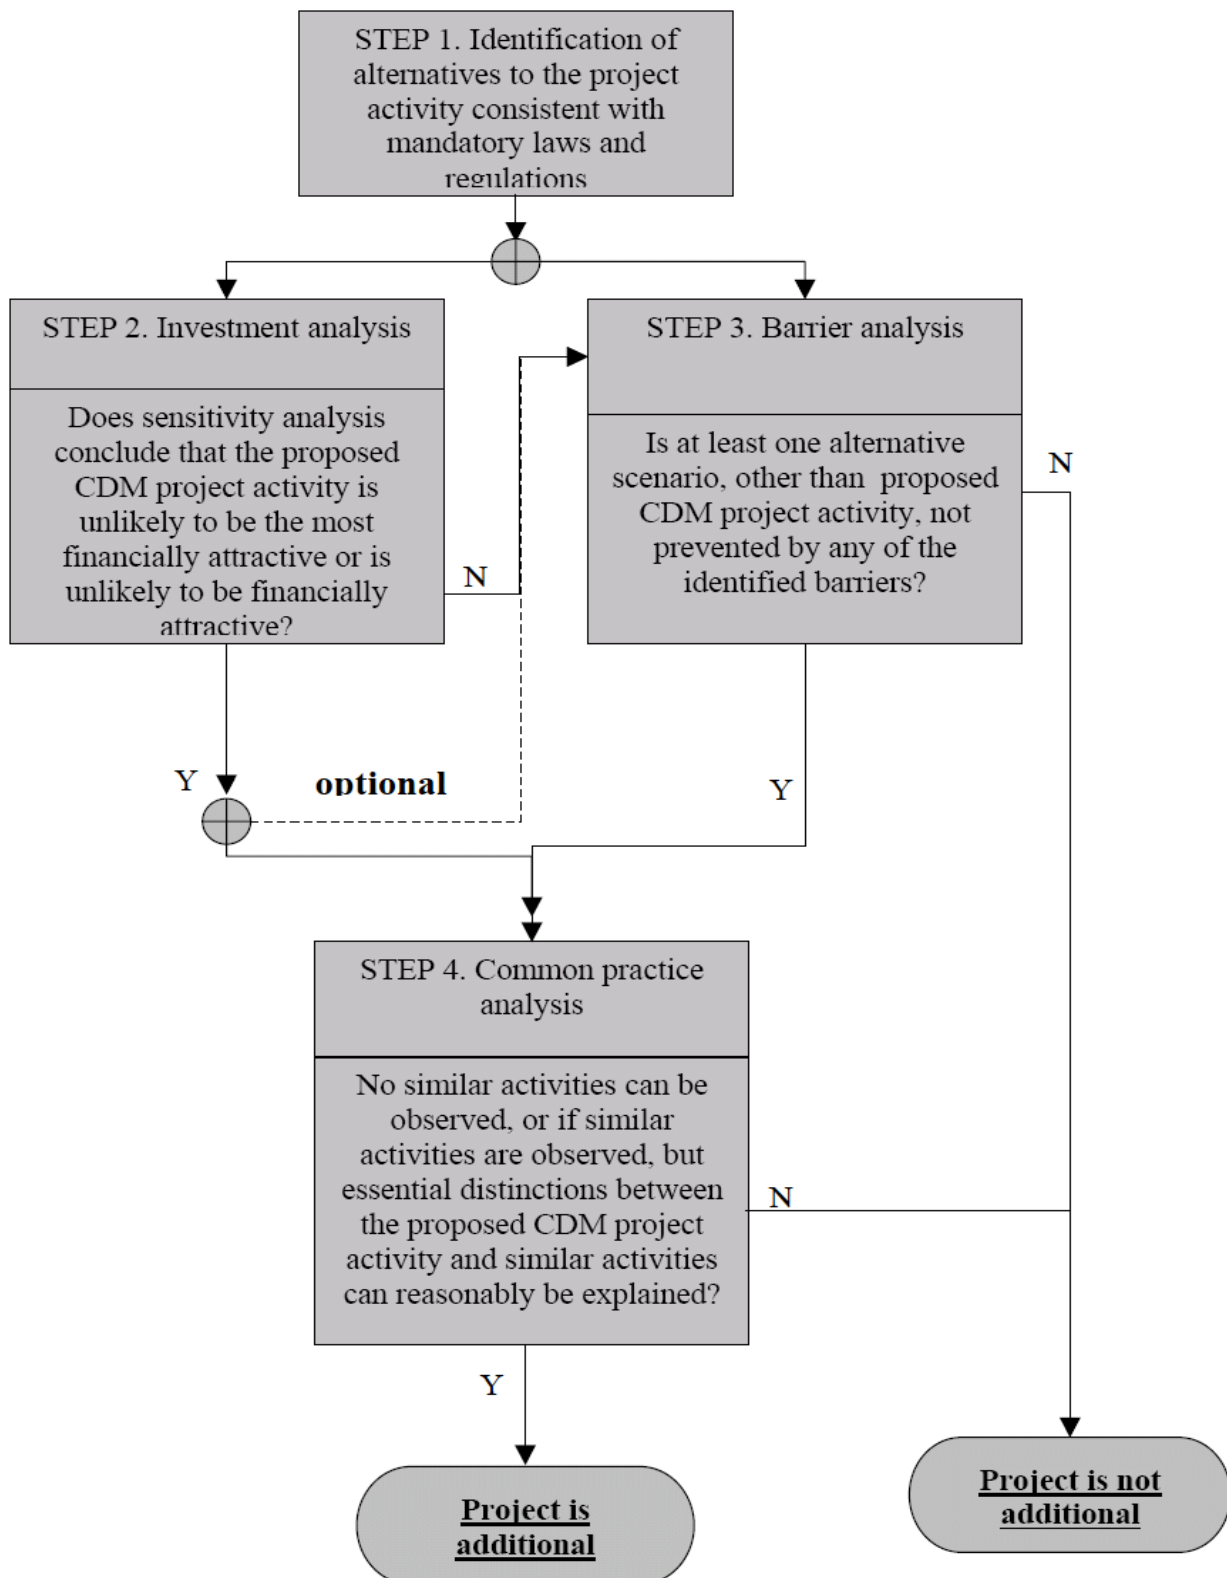 STEP 1. Identification of
alternatives to the project
activity consistent with
mandatory laws and
regulations
STEP 2. Investment analysis
Does sensitivity analysis
conclude that the proposed
CDM project activity is
unlikely to be the most
financially attractive or is
unlikely to be financially
attractive?
N
Y
optional
STEP 3. Barrier analysis
Is at least one alternative
scenario, other than proposed
CDM project activity, not
prevented by any of the
identified barriers?
N
Y
STEP 4. Common practice
analysis
No similar activities can be
observed, or if similar
activities are observed, but
essential distinctions between
the proposed CDM project
activity and similar activities
can reasonably be explained?
N
Y
Project is
additional
Project is not
additional